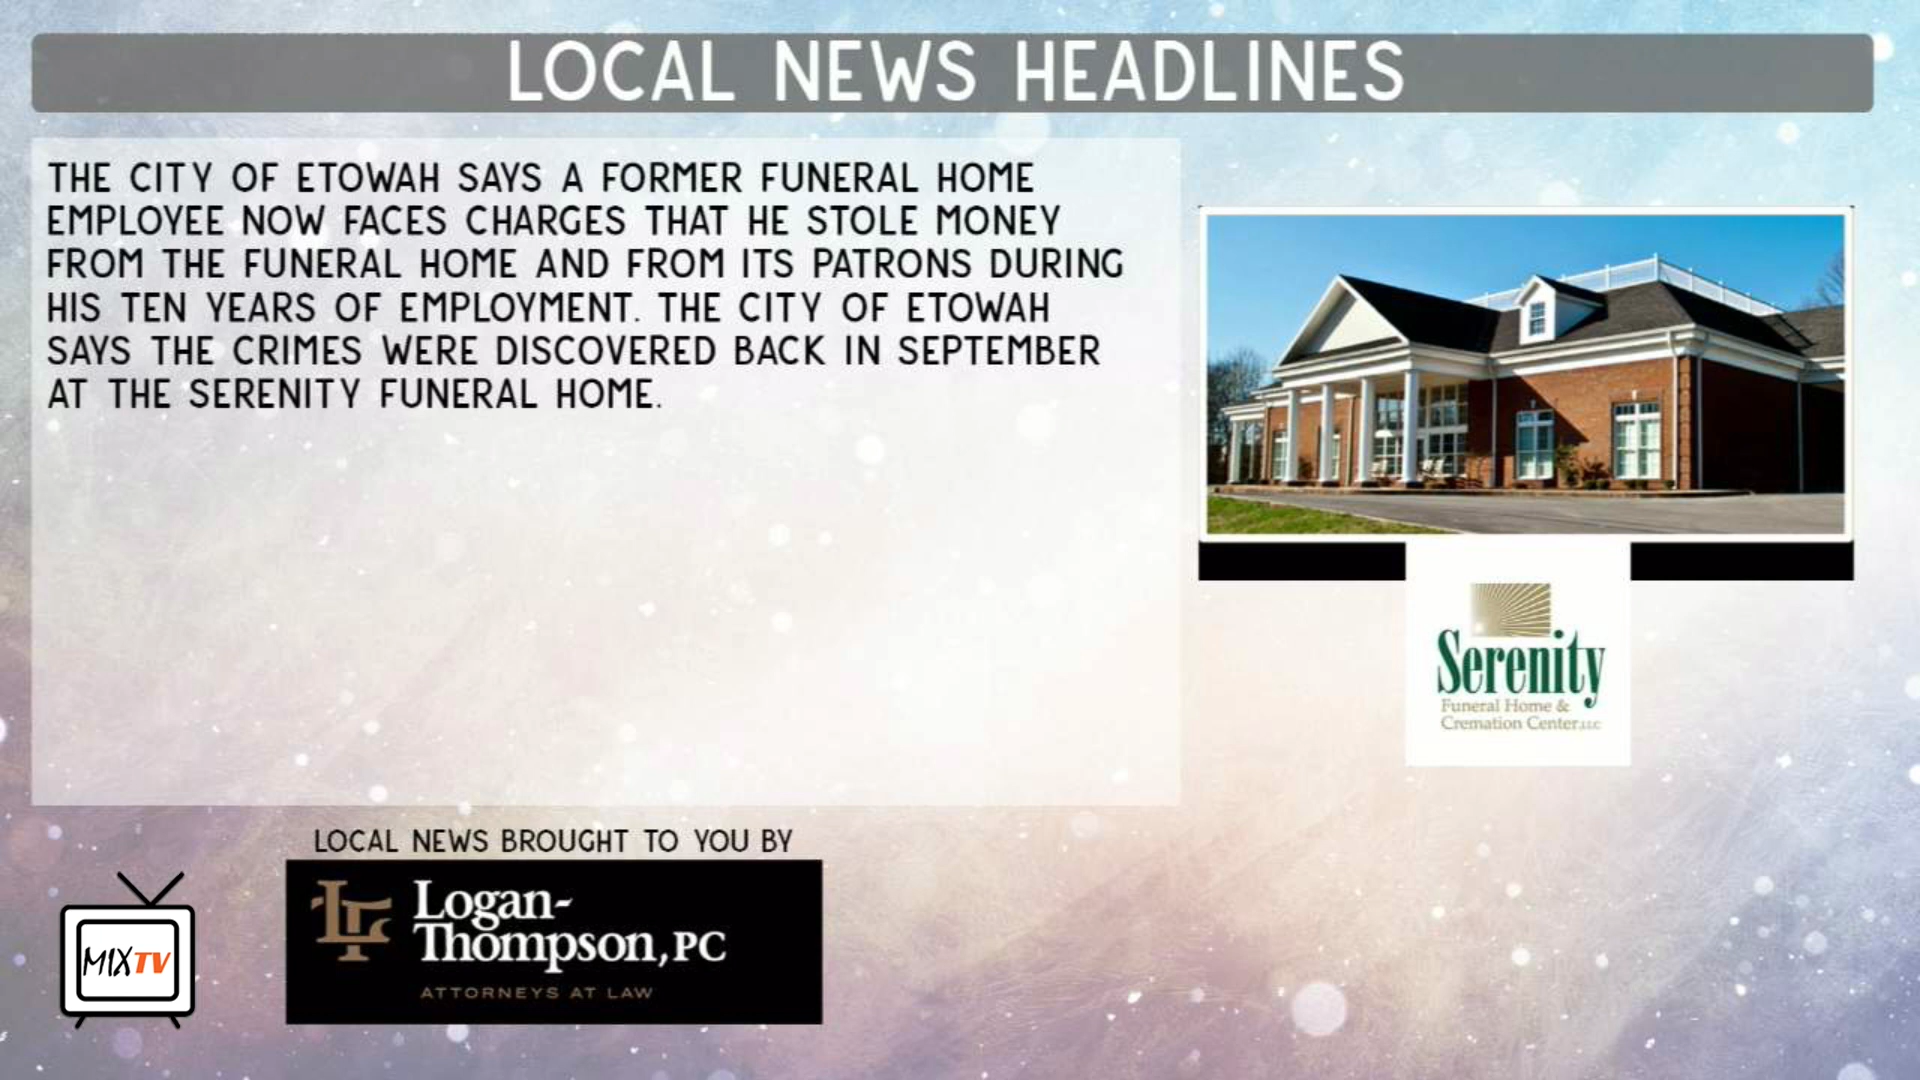 LOCAL NEWS HEADLINES
THE CITY OF ETOWAH SAYS A FORMER FUNERAL HOME
EMPLOYEE NOW FACES CHARGES THAT HE STOLE MONEY
FROM THE FUNERAL HOME AND FROM ITS PATRONS DURING
HIS TEN YEARS OF EMPLOYMENT. THE CITY OF ETOWAH
SAYS THE CRIMES WERE DISCOVERED BACK IN SEPTEMBER
AT THE SERENITY FUNERAL HOME.
Serenity
Funeral Home &
Cremation Center, LLC
LOCAL NEWS BROUGHT TO YOU BY
Logan-
Thompson, PC
ATTORNEYS AT LAW
MIXTV